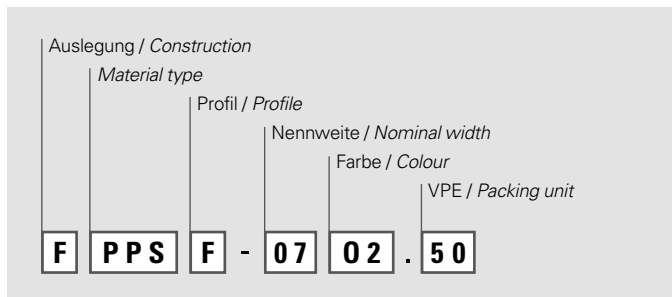 Auslegung / Construction
Material type
Profil / Profile
Nennweite / Nominal width
Farbe / Colour
VPE / Packing unit
F PPS F - 07 02 . 50